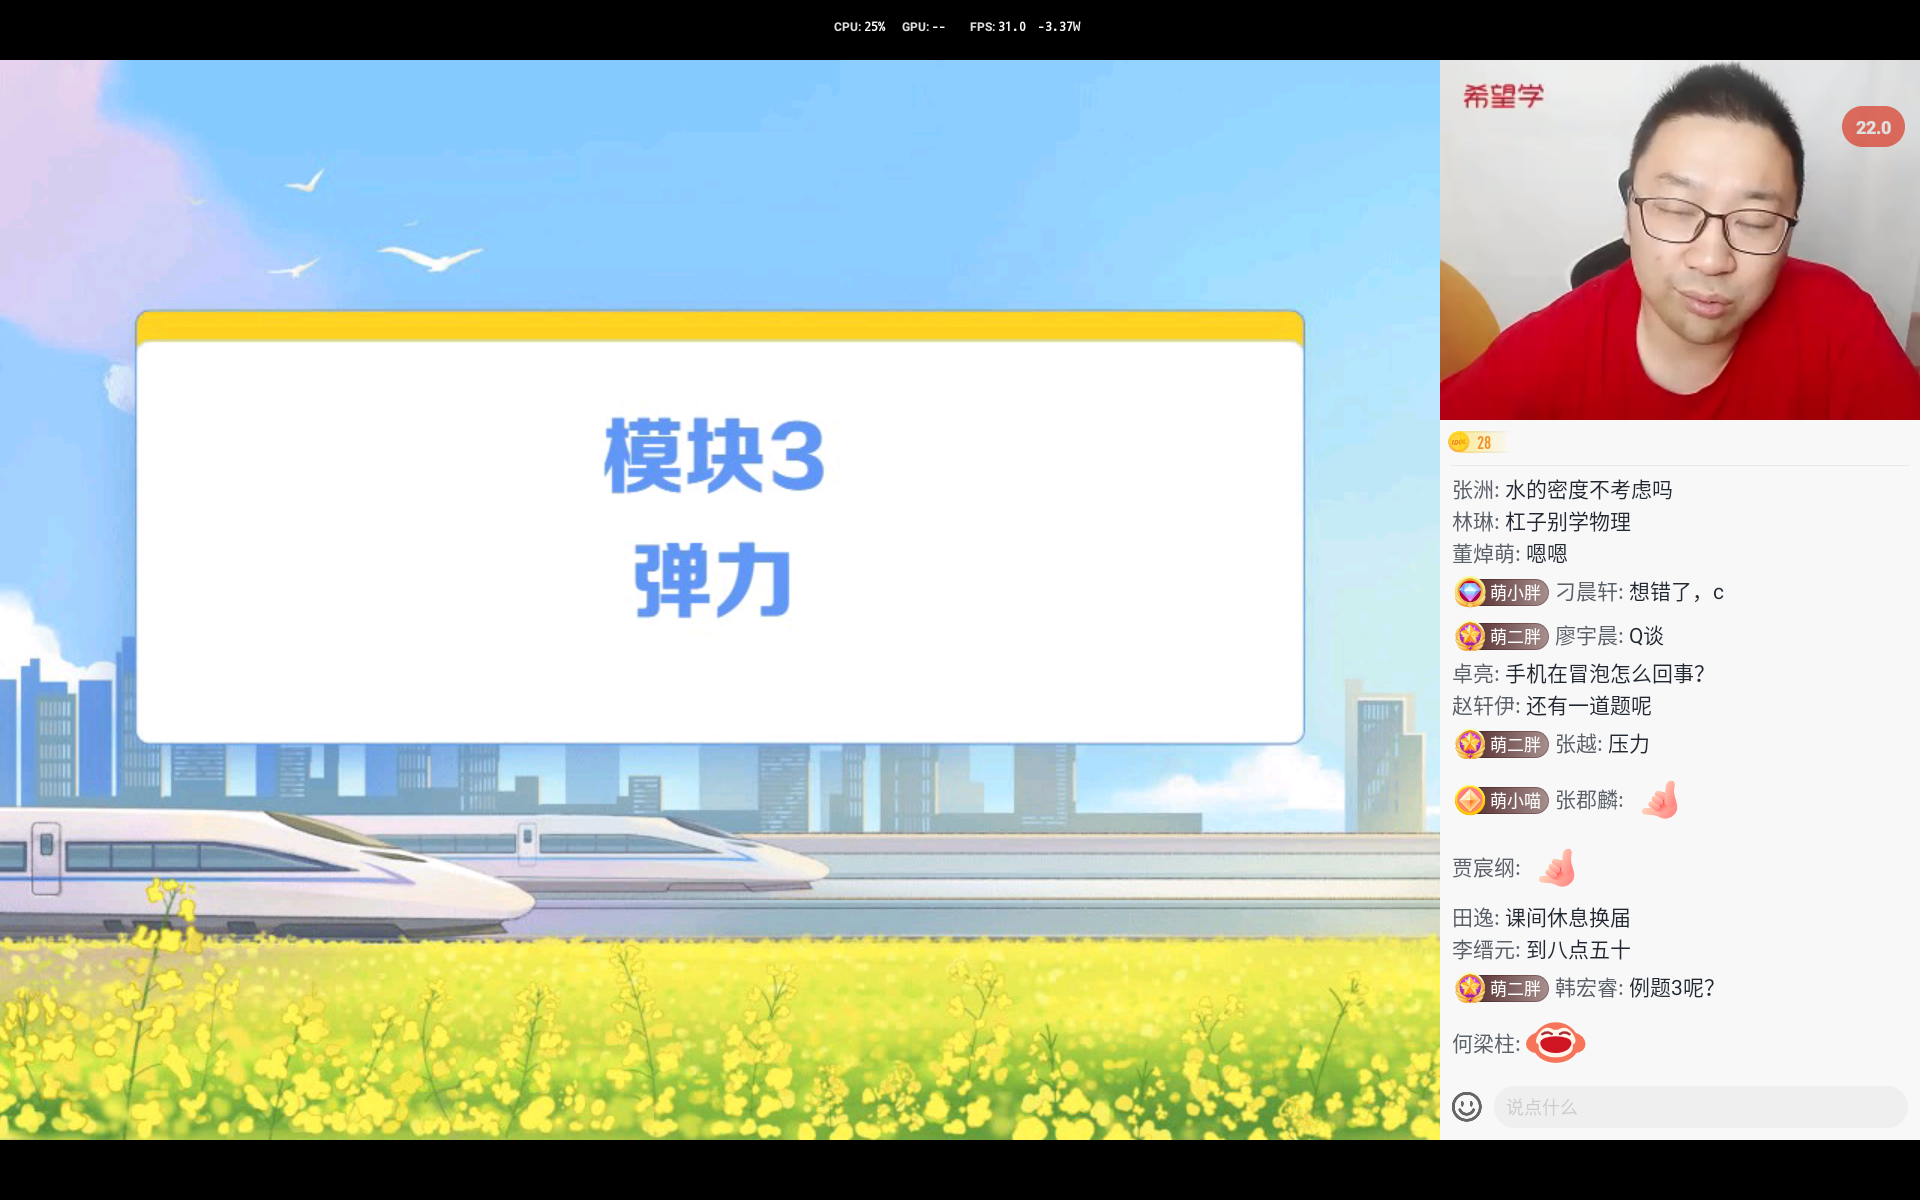 CPU: 25% GPU: -- FPS: 31.0 -3.37W
希望学
22.0
模块3
弹力
28
张洲: 水的密度不考虑吗
林琳: 杠子别学物理
董焯萌: 嗯嗯
萌小胖 刁晨轩: 想错了，c
萌二胖 廖宇晨: Q谈
卓亮: 手机在冒泡怎么回事?
赵轩伊: 还有一道题呢
萌二胖 张越: 压力
萌小喵 张郡麟:
贾宸纲:
田逸: 课间休息换届
李缙元: 到八点五十
萌二胖 韩宏睿: 例题3呢?
何梁柱:
说点什么